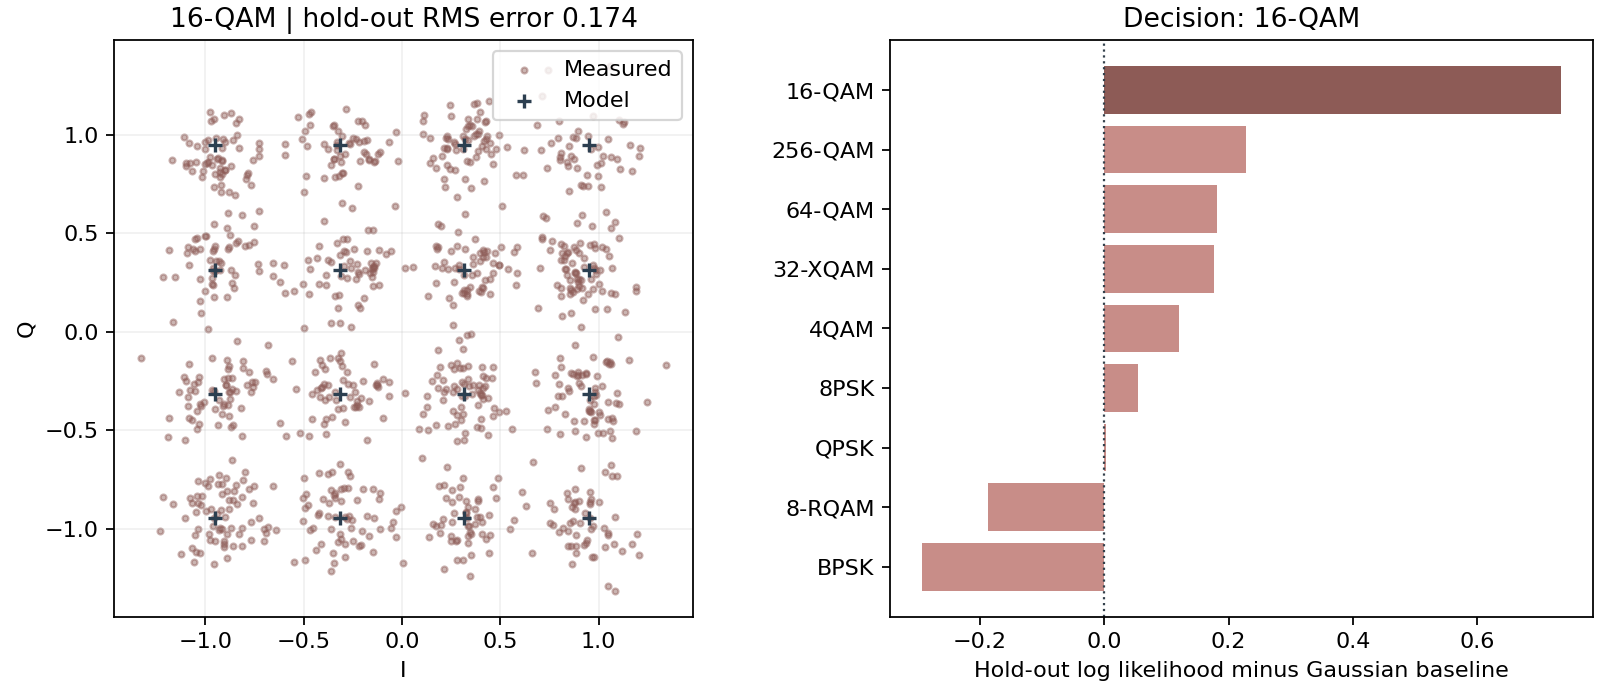 16-QAM | hold-out RMS error 0.174
Measured
Model
1.0
0.5
0.0
−0.5
−1.0
Q
−1.0
−0.5
0.0
0.5
1.0
I
Decision: 16-QAM
16-QAM
256-QAM
64-QAM
32-XQAM
4QAM
8PSK
QPSK
8-RQAM
BPSK
−0.2
0.0
0.2
0.4
0.6
Hold-out log likelihood minus Gaussian baseline